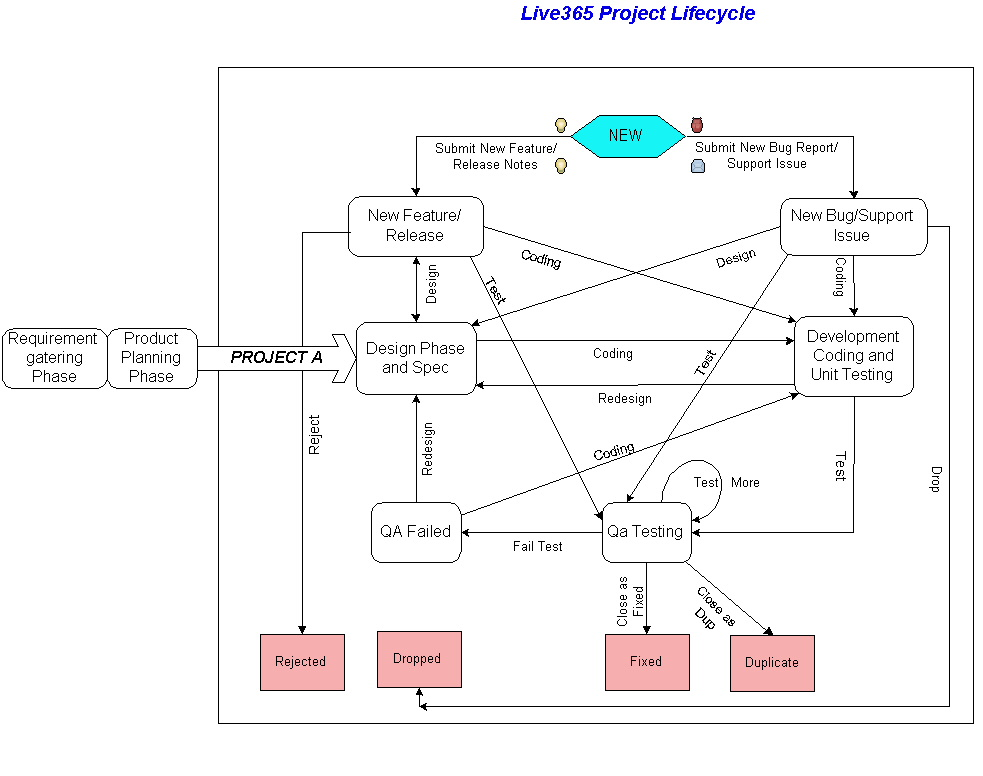 Live365 Project Lifecycle
NEW
Submit New Feature/
Release Notes
Submit New Bug Report/
Support Issue
New Feature/
Release
New Bug/Support
Issue
Coding
Design
Design
Test
Coding
Requirement
gatering
Phase
Product
Planning
Phase
PROJECT A
Design Phase
and Spec
Development
Coding and
Unit Testing
Coding
Test
Redesign
Reject
Redesign
Coding
Test
Drop
Test More
QA Failed
Qa Testing
Fail Test
Close as
Fixed
Close as
Dup
Rejected
Dropped
Fixed
Duplicate